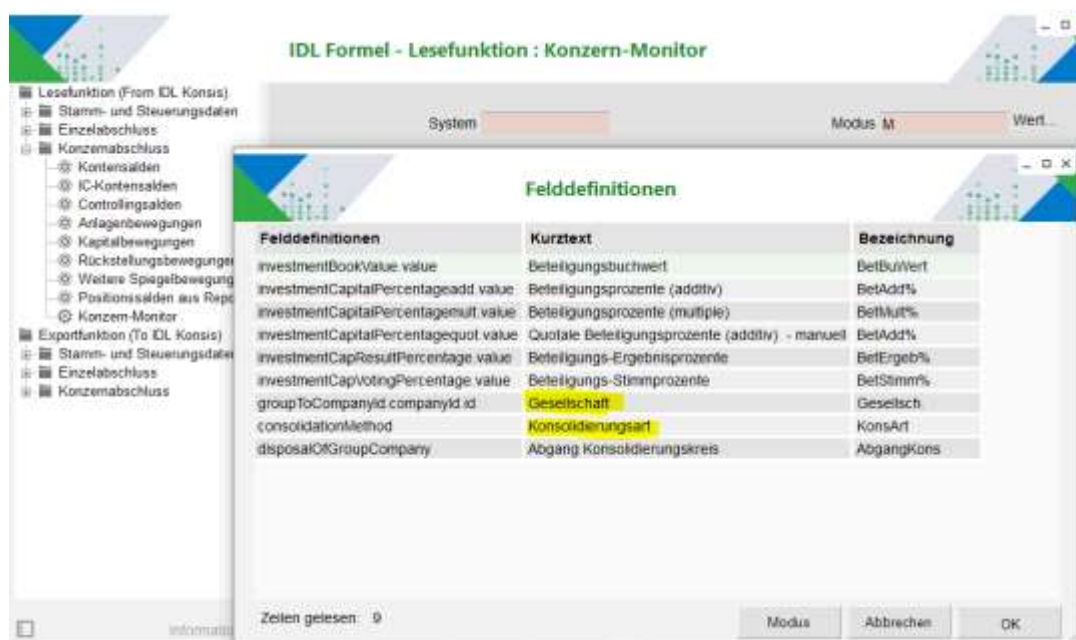 IDL Formel - Lesefunktion : Konzern-Monitor
Lesefunktion (From IDL Konsis)
Stamm- und Steuerungsdaten
Einzelabschluss
Konzernabschluss
Kontensalden
IC-Kontensalden
Controllingsalden
Anlagenbewegungen
Kapitalbewegungen
Rückstellungsbewegungen
Weitere Spiegelbewegung
Positionssalden aus Repo
Konzern-Monitor
Exportfunktion (To IDL Konsis)
Stamm- und Steuerungsdate
Einzelabschluss
Konzernabschluss
System Modus M Wert...
Felddefinitionen
Felddefinitionen Kurztext Bezeichnung
investmentBookValue.value Beteiligungsbuchwert BetBuWert
investmentCapitalPercentageadd.value Beteiligungsprozente (additiv) BetAdd%
investmentCapitalPercentagemult.value Beteiligungsprozente (multiple) BetMult%
investmentCapitalPercentagequot.value Quotale Beteiligungsprozente (additiv) - manuell BetAdd%
investmentCapResultPercentage.value Beteiligungs-Ergebnisprozente BetErgeb%
investmentCapVotingPercentage.value Beteiligungs-Stimmprozente BetStimm%
groupToCompanyId.companyId.id Gesellschaft Gesellsch
consolidationMethod Konsolidierungsart KonsArt
disposalOfGroupCompany Abgang Konsolidierungskreis AbgangKons
Zeilen gelesen: 9
Modus Abbrechen OK